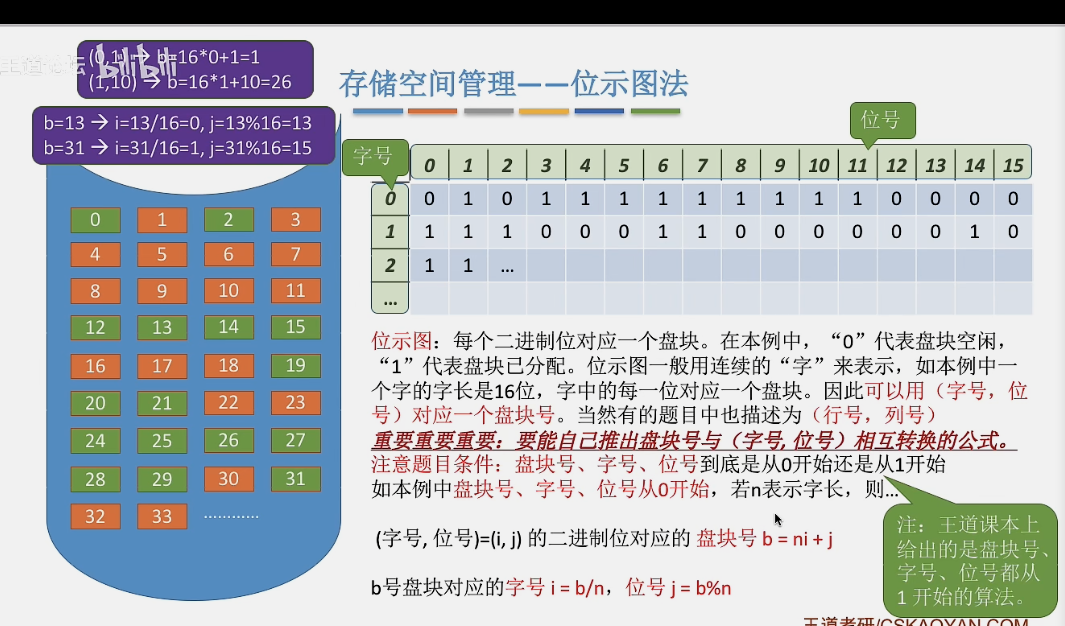 王道论坛 bilibili
(0,1) → b=16*0+1=1
(1,10) → b=16*1+10=26
b=13 → i=13/16=0, j=13%16=13
b=31 → i=31/16=1, j=31%16=15
存储空间管理——位示图法
位号
字号
0 1 2 3 4 5 6 7 8 9 10 11 12 13 14 15
0 0 1 0 1 1 1 1 1 1 1 1 1 0 0 0 0
1 1 1 1 0 0 0 1 1 0 0 0 0 0 0 1 0
2 1 1 ...
...
0 1 2 3
4 5 6 7
8 9 10 11
12 13 14 15
16 17 18 19
20 21 22 23
24 25 26 27
28 29 30 31
32 33 …………
位示图：每个二进制位对应一个盘块。在本例中，“0”代表盘块空闲，
“1”代表盘块已分配。位示图一般用连续的“字”来表示，如本例中一
个字的字长是16位，字中的每一位对应一个盘块。因此可以用（字号，位
号）对应一个盘块号。当然有的题目中也描述为（行号，列号）
重要重要重要：要能自己推出盘块号与（字号, 位号）相互转换的公式。
注意题目条件：盘块号、字号、位号到底是从0开始还是从1开始
如本例中盘块号、字号、位号从0开始，若n表示字长，则...
(字号, 位号)=(i, j) 的二进制位对应的 盘块号 b = ni + j
b号盘块对应的字号 i = b/n，位号 j = b%n
注：王道课本上
给出的是盘块号、
字号、位号都从
1 开始的算法。
王道考研/CSKAOYAN.COM